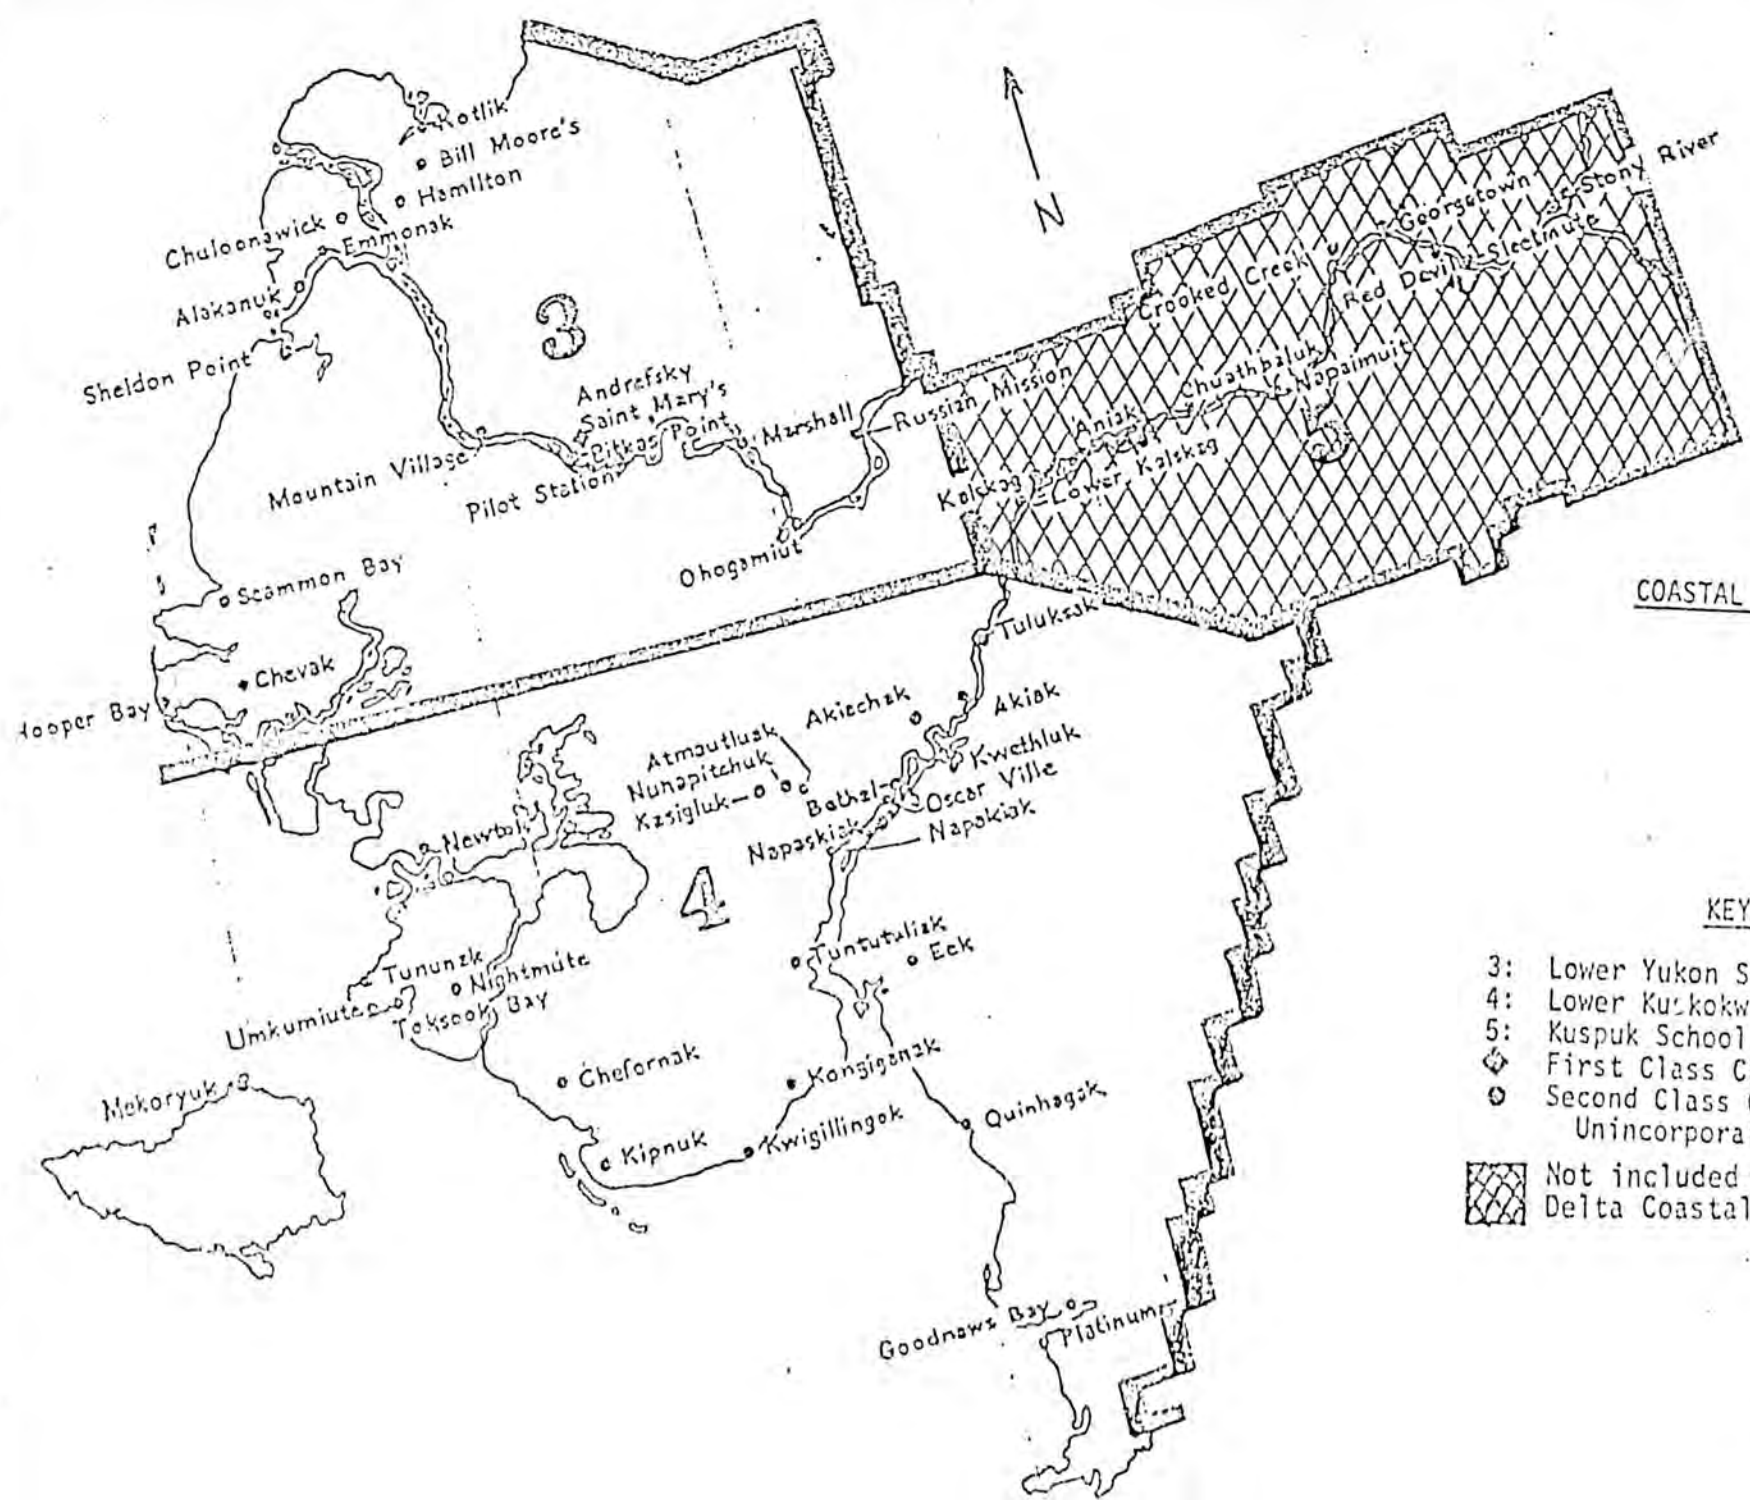 Kotlik
Bill Moore's
Hamilton
Chuloonawick
Emmonak
Alakanuk
Sheldon Point
3
N
Andrefsky
Saint Mary's
Pitkas Point
Mountain Village
Pilot Station
Marshall
Russian Mission
Ohogamiut
Stony River
Georgetown
Sleetmute
Crooked Creek
Red Devil
Chuathbaluk
Napaimuit
Aniak
Kalskag
Lower Kalskag
5
Scammon Bay
Chevak
Hooper Bay
COASTAL
Tuluksak
Akiachak
Akiak
Atmautluak
Nunapitchuk
Kasigluk
Kwethluk
Bethel
Oscar Ville
Napaskiak
Napakiak
Newtok
4
Tuntutuliak
Eek
Tununak
Nightmute
Umkumiute
Toksook Bay
Chefornak
Kongiganak
Mekoryuk
Kipnuk
Kwigillingok
Quinhagak
Goodnews Bay
Platinum
KEY
3: Lower Yukon S
4: Lower Kuskokw
5: Kuspuk School
First Class C
Second Class
Unincorpora
Not included
Delta Coastal